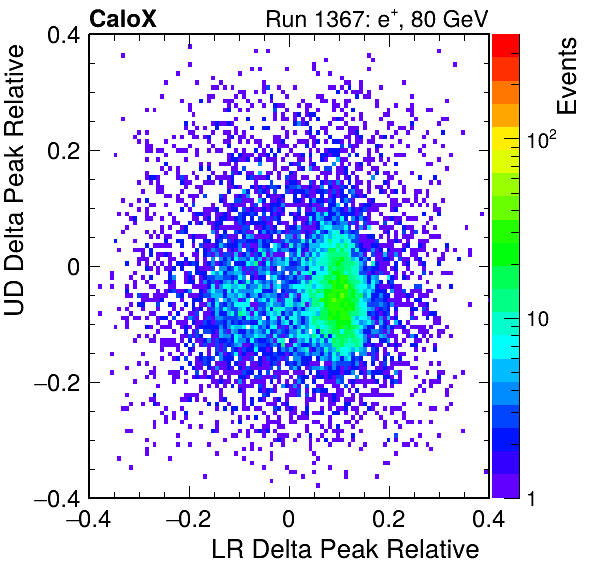 CaloX Run 1367: e⁺, 80 GeV
Events
UD Delta Peak Relative
0.4
0.2
0
−0.2
−0.4
−0.4 −0.2 0 0.2 0.4
10²
10
1
LR Delta Peak Relative